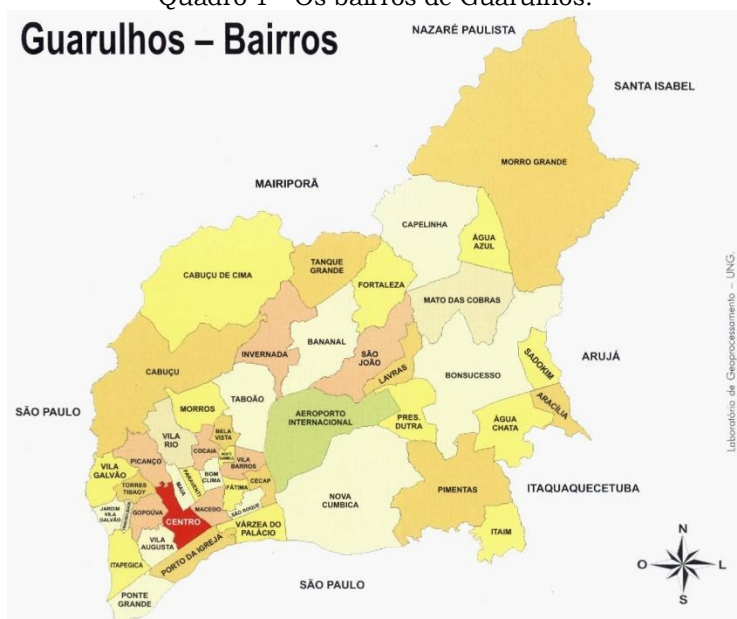 Quadro 1 - Os bairros de Guarulhos.
Guarulhos – Bairros
NAZARÉ PAULISTA
SANTA ISABEL
MORRO GRANDE
MAIRIPORÃ
CAPELINHA
ÁGUA
AZUL
TANQUE
GRANDE
CABUÇU DE CIMA
FORTALEZA
MATO DAS COBRAS
BANANAL
INVERNADA
SÃO
JOÃO
LAVRAS
BONSUCESSO
SADOKIM
ARUJÁ
CABUÇU
ARACÍLIA
TABOÃO
AEROPORTO
INTERNACIONAL
PRES.
DUTRA
ÁGUA
CHATA
SÃO PAULO
MORROS
BELA
VISTA
VILA
RIO
COCAIA
PICANÇO
VILA
BARROS
VILA
GALVÃO
MAIA
PARAVENTI
BOM
CLIMA
FÁTIMA
CECAP
TORRES
TIBAGY
ITAQUAQUECETUBA
PIMENTAS
NOVA
CUMBICA
JARDIM
VILA
GALVÃO
GOPOÚVA
MACEDO
SÃO ROQUE
CENTRO
VÁRZEA DO
PALÁCIO
ITAIM
VILA
AUGUSTA
PORTO DA IGREJA
ITAPEGICA
PONTE
GRANDE
SÃO PAULO
N
O
L
S
Laboratório de Geoprocessamento – UNG.